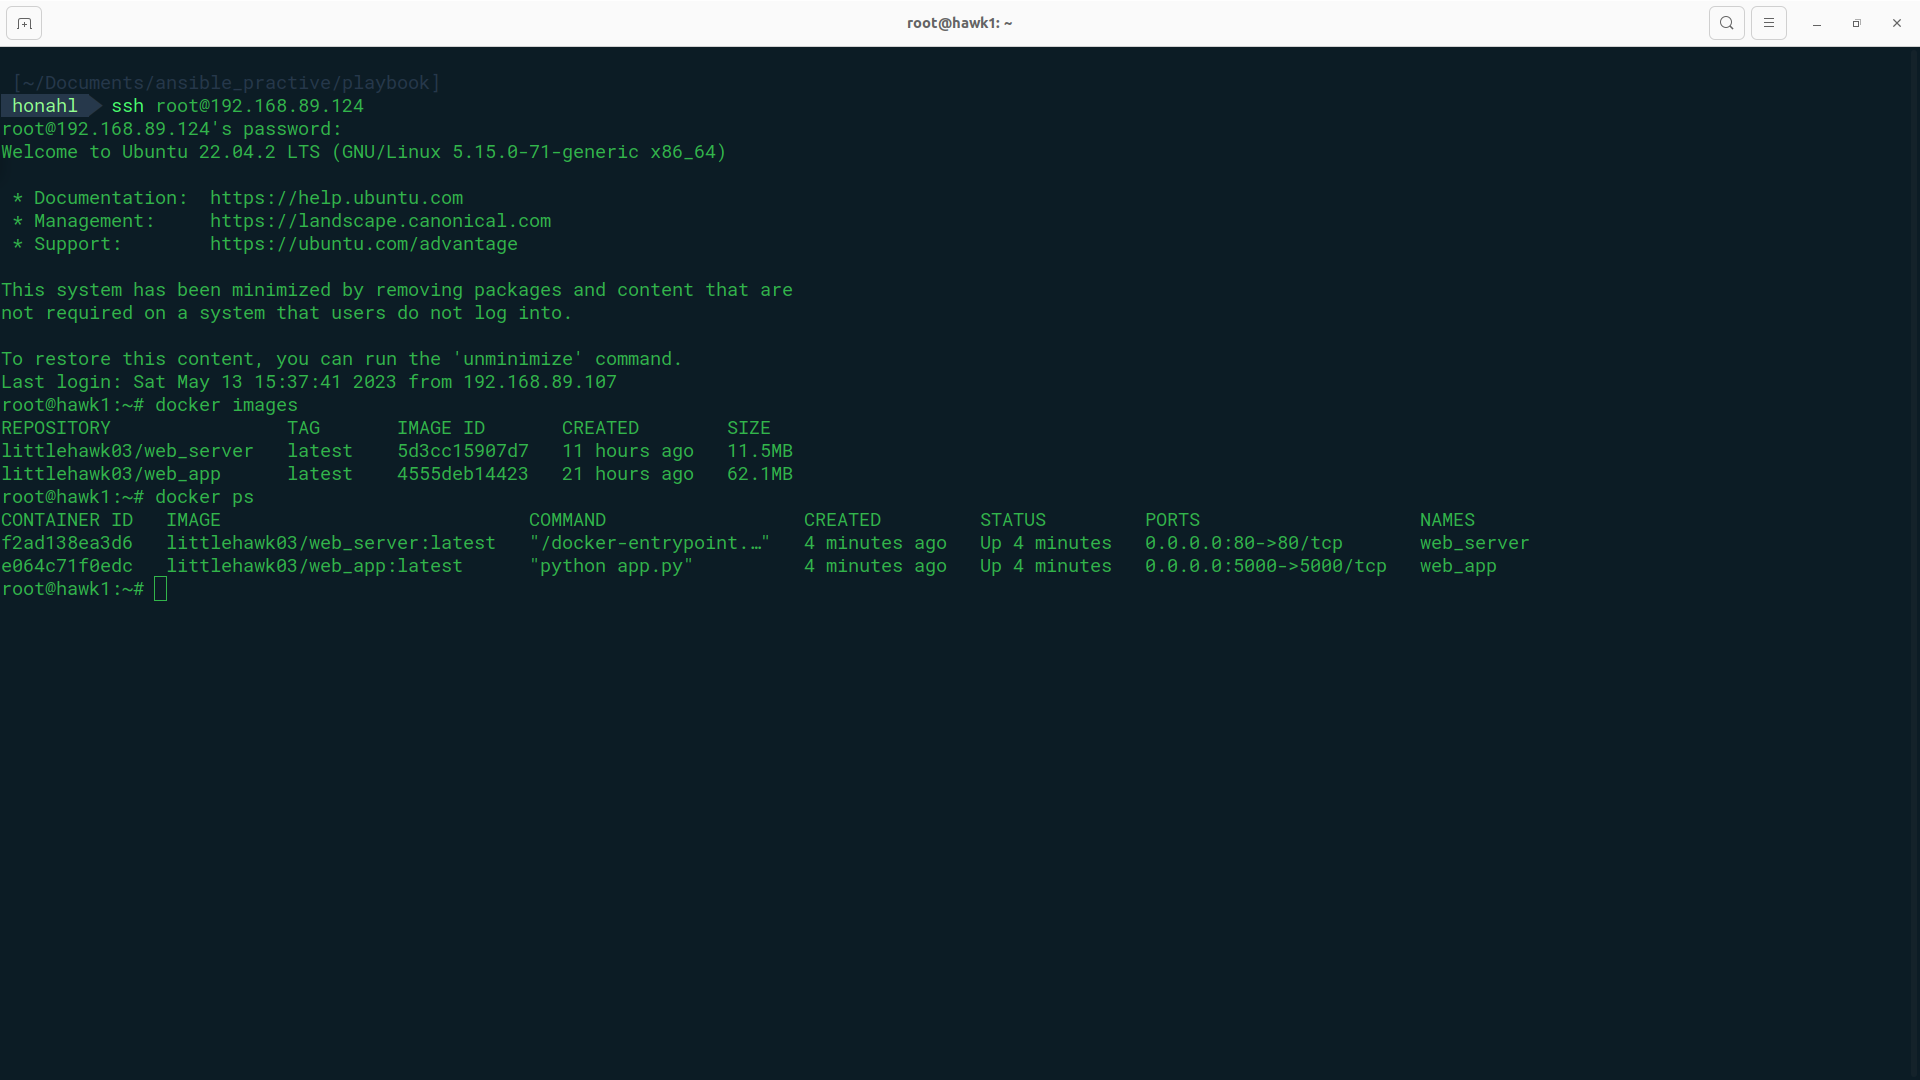 root@hawk1: ~
[~/Documents/ansible_practive/playbook]
honahl ssh root@192.168.89.124
root@192.168.89.124's password:
Welcome to Ubuntu 22.04.2 LTS (GNU/Linux 5.15.0-71-generic x86_64)
* Documentation:  https://help.ubuntu.com
* Management:     https://landscape.canonical.com
* Support:        https://ubuntu.com/advantage
This system has been minimized by removing packages and content that are
not required on a system that users do not log into.
To restore this content, you can run the 'unminimize' command.
Last login: Sat May 13 15:37:41 2023 from 192.168.89.107
root@hawk1:~# docker images
REPOSITORY                TAG       IMAGE ID       CREATED        SIZE
littlehawk03/web_server   latest    5d3cc15907d7   11 hours ago   11.5MB
littlehawk03/web_app      latest    4555deb14423   21 hours ago   62.1MB
root@hawk1:~# docker ps
CONTAINER ID   IMAGE                            COMMAND                  CREATED         STATUS         PORTS                    NAMES
f2ad138ea3d6   littlehawk03/web_server:latest   "/docker-entrypoint.…"   4 minutes ago   Up 4 minutes   0.0.0.0:80->80/tcp       web_server
e064c71f0edc   littlehawk03/web_app:latest      "python app.py"          4 minutes ago   Up 4 minutes   0.0.0.0:5000->5000/tcp   web_app
root@hawk1:~#